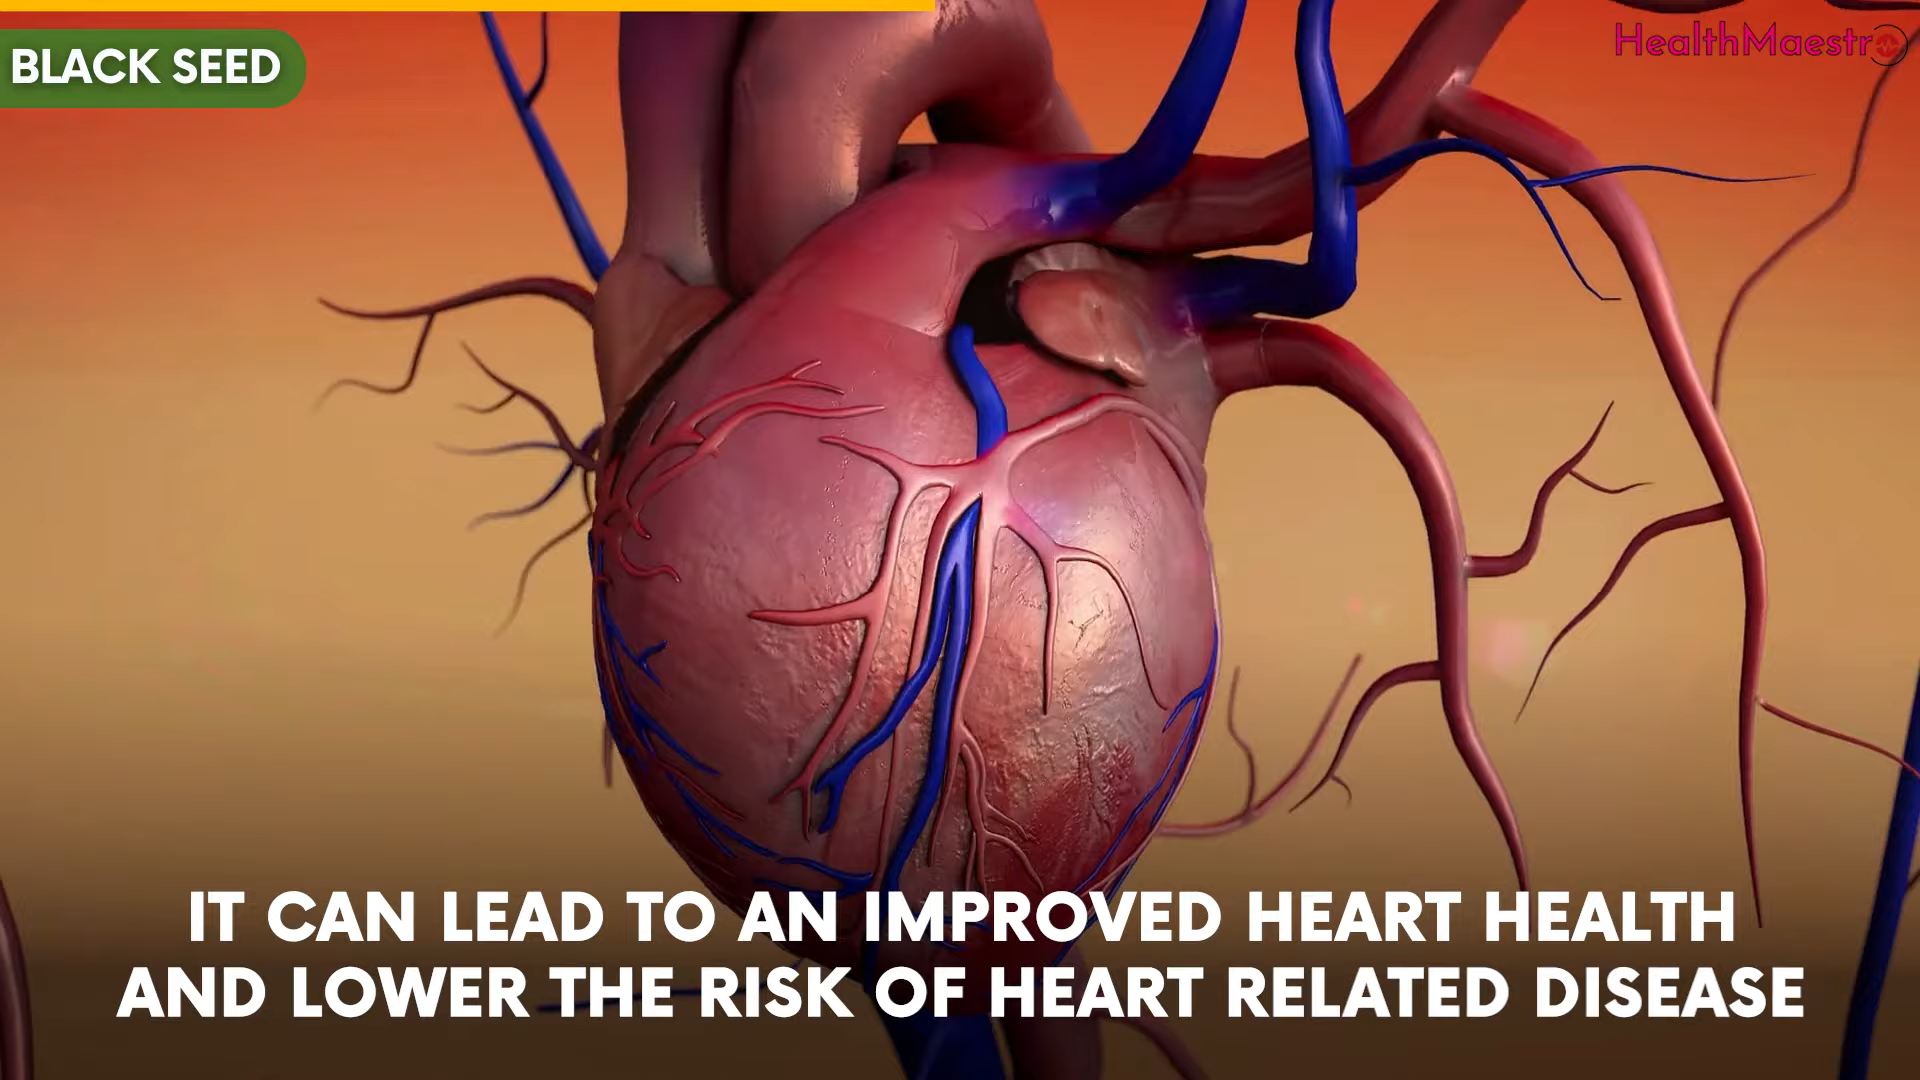 BLACK SEED
HealthMaestro
IT CAN LEAD TO AN IMPROVED HEART HEALTH
AND LOWER THE RISK OF HEART RELATED DISEASE